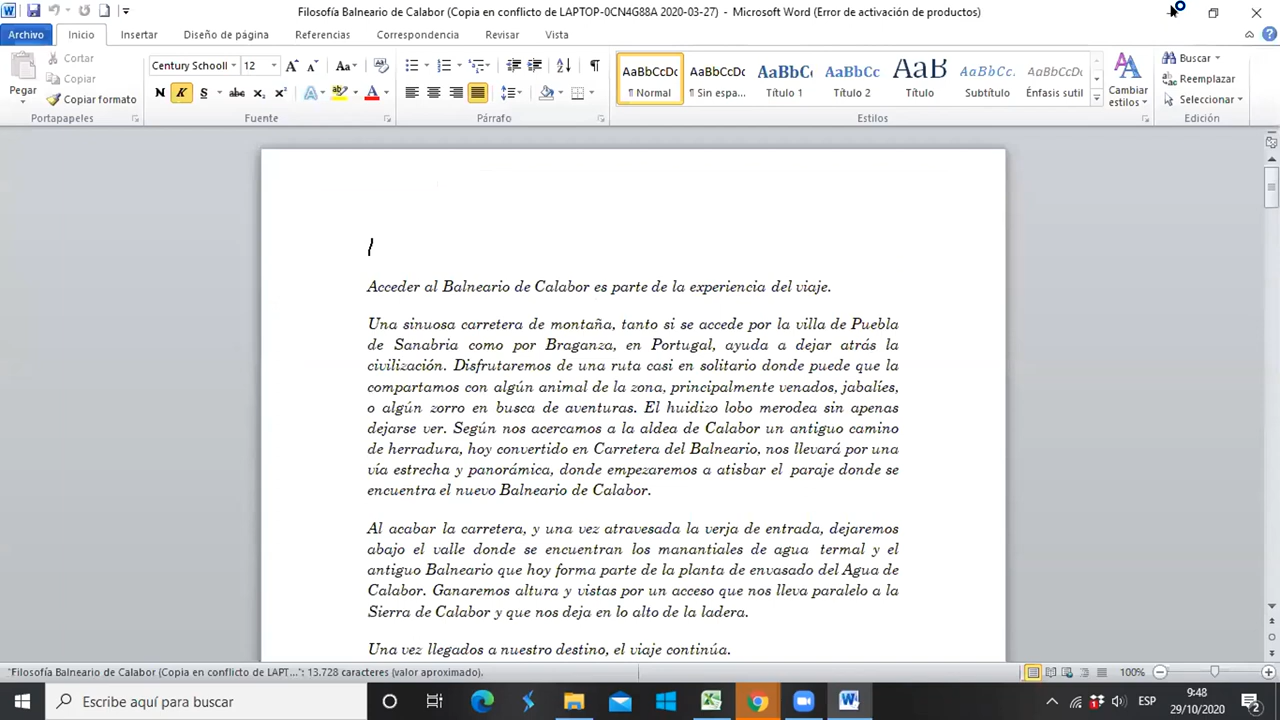 Filosofía Balneario de Calabor (Copia en conflicto de LAPTOP-0CN4G88A 2020-03-27) - Microsoft Word (Error de activación de productos)
Archivo Inicio Insertar Diseño de página Referencias Correspondencia Revisar Vista
Pegar
Cortar
Copiar
Copiar formato
Portapapeles
Century Schooll 12
Aa
N K S abc x₂ x²
Fuente
Párrafo
AaBbCcDc AaBbCcDc AaBbC AaBbCc AaB AaBbCc. AaBbCcDc
¶ Normal ¶ Sin espa... Título 1 Título 2 Título Subtítulo Énfasis sutil
Estilos
Cambiar estilos
Buscar
Reemplazar
Seleccionar
Edición
Acceder al Balneario de Calabor es parte de la experiencia del viaje.
Una sinuosa carretera de montaña, tanto si se accede por la villa de Puebla
de Sanabria como por Braganza, en Portugal, ayuda a dejar atrás la
civilización. Disfrutaremos de una ruta casi en solitario donde puede que la
compartamos con algún animal de la zona, principalmente venados, jabalíes,
o algún zorro en busca de aventuras. El huidizo lobo merodea sin apenas
dejarse ver. Según nos acercamos a la aldea de Calabor un antiguo camino
de herradura, hoy convertido en Carretera del Balneario, nos llevará por una
vía estrecha y panorámica, donde empezaremos a atisbar el paraje donde se
encuentra el nuevo Balneario de Calabor.
Al acabar la carretera, y una vez atravesada la verja de entrada, dejaremos
abajo el valle donde se encuentran los manantiales de agua termal y el
antiguo Balneario que hoy forma parte de la planta de envasado del Agua de
Calabor. Ganaremos altura y vistas por un acceso que nos lleva paralelo a la
Sierra de Calabor y que nos deja en lo alto de la ladera.
Una vez llegados a nuestro destino, el viaje continúa.
"Filosofía Balneario de Calabor (Copia en conflicto de LAPT...": 13.728 caracteres (valor aproximado).
100%
Escribe aquí para buscar
ESP
9:48
29/10/2020
2